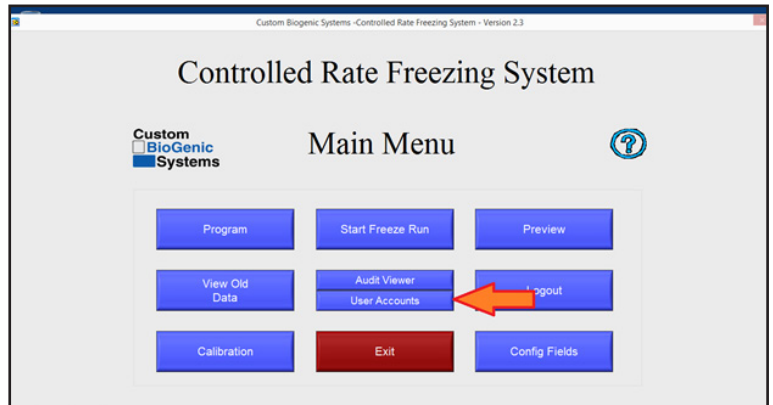 Custom Biogenic Systems -Controlled Rate Freezing System - Version 2.3
Controlled Rate Freezing System
Custom
BioGenic
Systems
Main Menu
?
Program
Start Freeze Run
Preview
View Old
Data
Audit Viewer
User Accounts
Logout
Calibration
Exit
Config Fields